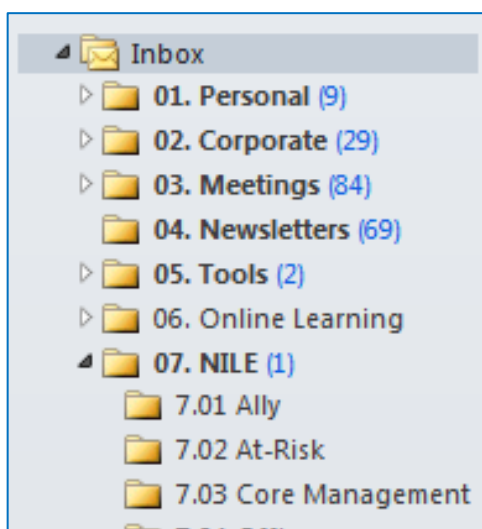 Inbox
01. Personal (9)
02. Corporate (29)
03. Meetings (84)
04. Newsletters (69)
05. Tools (2)
06. Online Learning
07. NILE (1)
7.01 Ally
7.02 At-Risk
7.03 Core Management